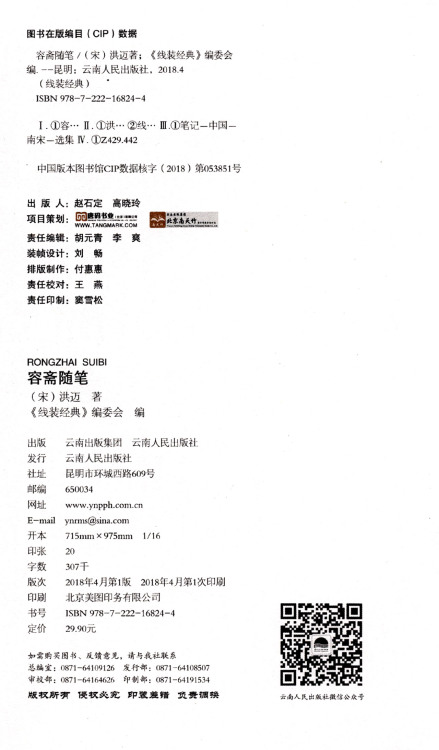 图书在版编目（CIP）数据
容斋随笔 /（宋）洪迈著；《线装经典》编委会
编. --昆明：云南人民出版社，2018.4
（线装经典）
ISBN 978-7-222-16824-4
Ⅰ.①容… Ⅱ.①洪… ②线… Ⅲ.①笔记—中国—
南宋—选集 Ⅳ.①Z429.442
中国版本图书馆CIP数据核字（2018）第053851号
出 版 人：赵石定 高晓玲
项目策划：唐码书业
WWW.TANGMARK.COM
北京南天竹
责任编辑：胡元青 李 爽
装帧设计：刘 畅
排版制作：付惠惠
责任校对：王 燕
责任印制：窦雪松
RONGZHAI SUIBI
容斋随笔
（宋）洪迈 著
《线装经典》编委会 编
出版 云南出版集团 云南人民出版社
发行 云南人民出版社
社址 昆明市环城西路609号
邮编 650034
网址 www.ynpph.com.cn
E-mail ynrms@sina.com
开本 715mm×975mm 1/16
印张 20
字数 307千
版次 2018年4月第1版 2018年4月第1次印刷
印刷 北京美图印务有限公司
书号 ISBN 978-7-222-16824-4
定价 29.90元
如需购买图书、反馈意见，请与我社联系
总编室：0871-64109126 发行部：0871-64108507
审校部：0871-64164626 印制部：0871-64191534
版权所有 侵权必究 印装差错 负责调换
云南人民出版社微信公众号